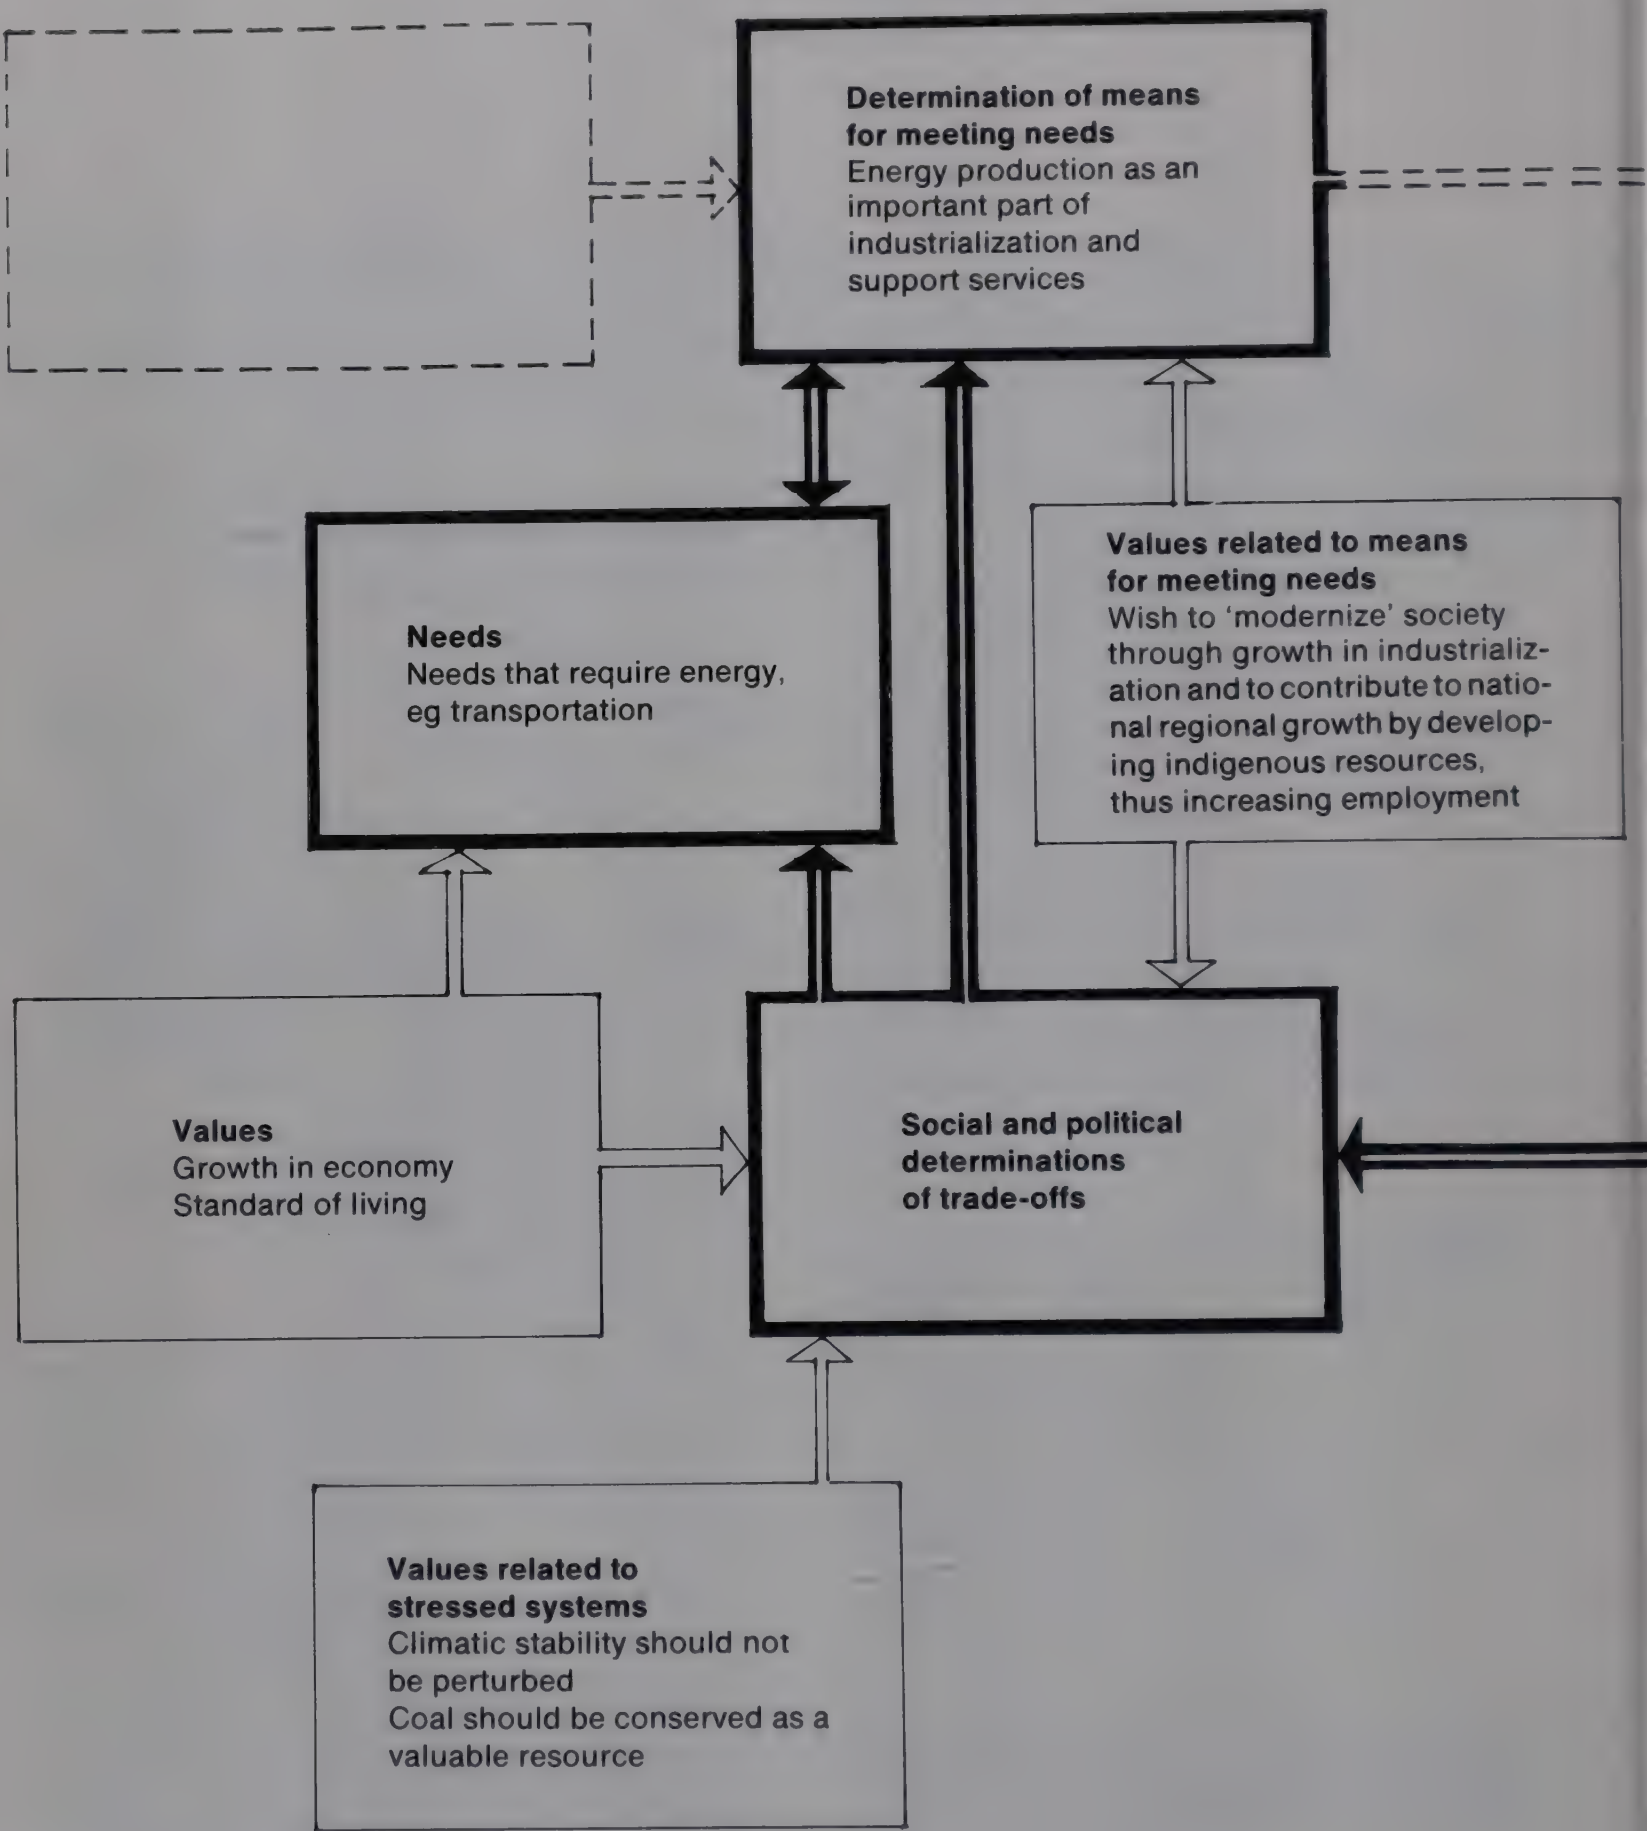 Determination of means
for meeting needs
Energy production as an
important part of
industrialization and
support services
Values related to means
for meeting needs
Wish to ‘modernize’ society
through growth in industrializ-
ation and to contribute to natio-
nal regional growth by develop-
ing indigenous resources,
thus increasing employment
Needs
Needs that require energy,
eg transportation
Values
Growth in economy
Standard of living
Social and political
determinations
of trade-offs
Values related to
stressed systems
Climatic stability should not
be perturbed
Coal should be conserved as a
valuable resource